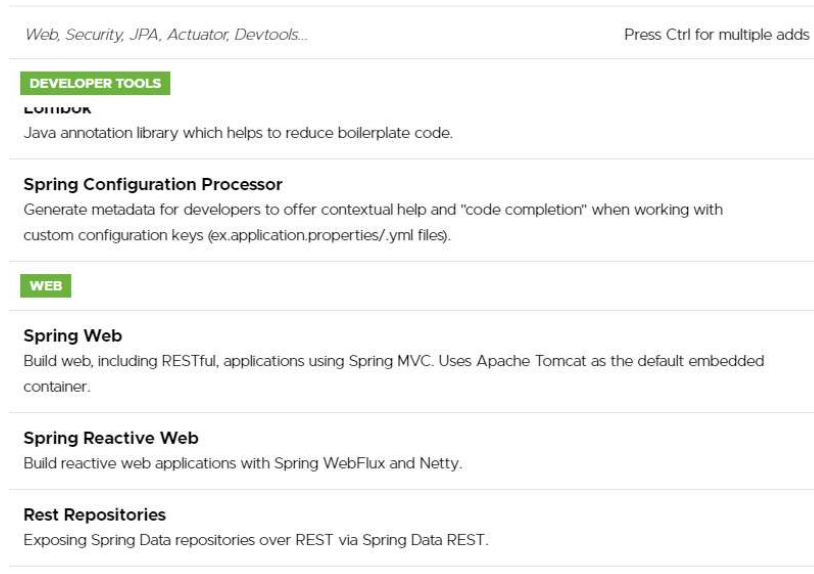 Web, Security, JPA, Actuator, Devtools...
Press Ctrl for multiple adds
DEVELOPER TOOLS
Lombok
Java annotation library which helps to reduce boilerplate code.
Spring Configuration Processor
Generate metadata for developers to offer contextual help and "code completion" when working with
custom configuration keys (ex.application.properties/.yml files).
WEB
Spring Web
Build web, including RESTful, applications using Spring MVC. Uses Apache Tomcat as the default embedded
container.
Spring Reactive Web
Build reactive web applications with Spring WebFlux and Netty.
Rest Repositories
Exposing Spring Data repositories over REST via Spring Data REST.